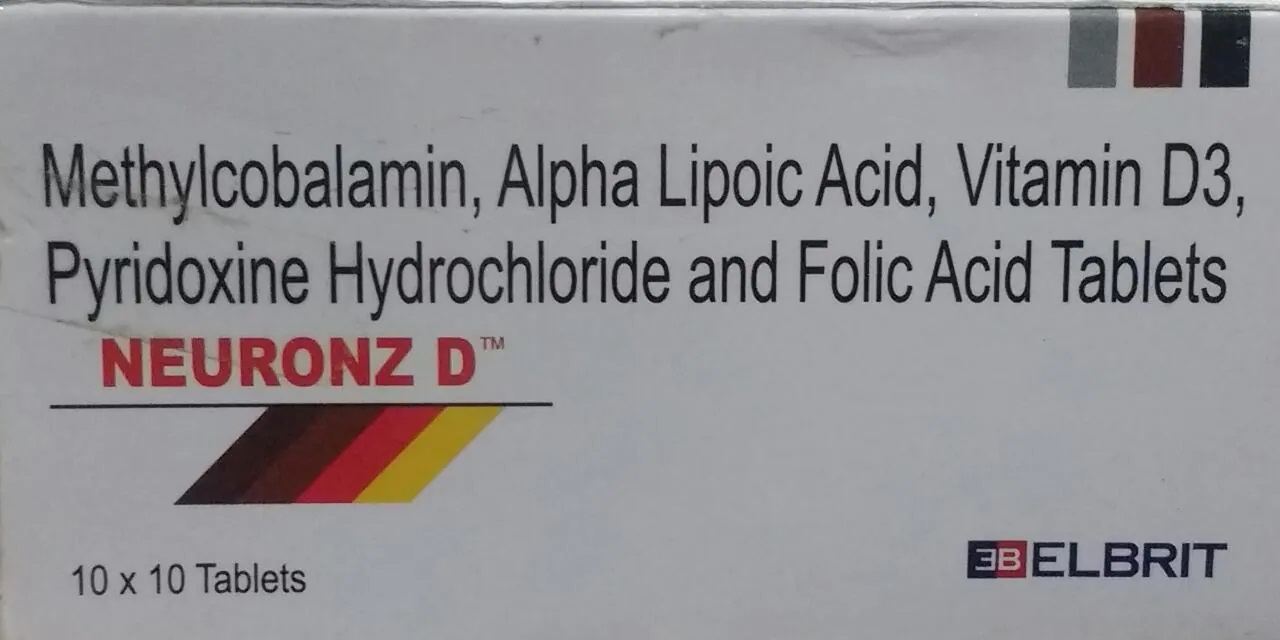 Methylcobalamin, Alpha Lipoic Acid, Vitamin D3,
Pyridoxine Hydrochloride and Folic Acid Tablets
NEURONZ D™
10 x 10 Tablets
EB ELBRIT